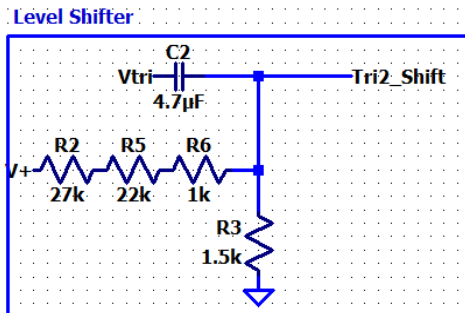 Level Shifter
C2
Vtri
Tri2_Shift
4.7µF
R2 R5 R6
V+
27k 22k 1k
R3
1.5k